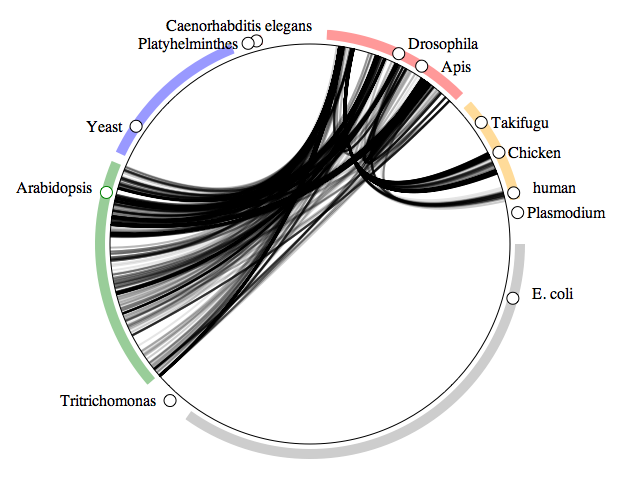 Caenorhabditis elegans
Platyhelminthes
Drosophila
Apis
Takifugu
Yeast
Chicken
Arabidopsis
human
Plasmodium
E. coli
Tritrichomonas